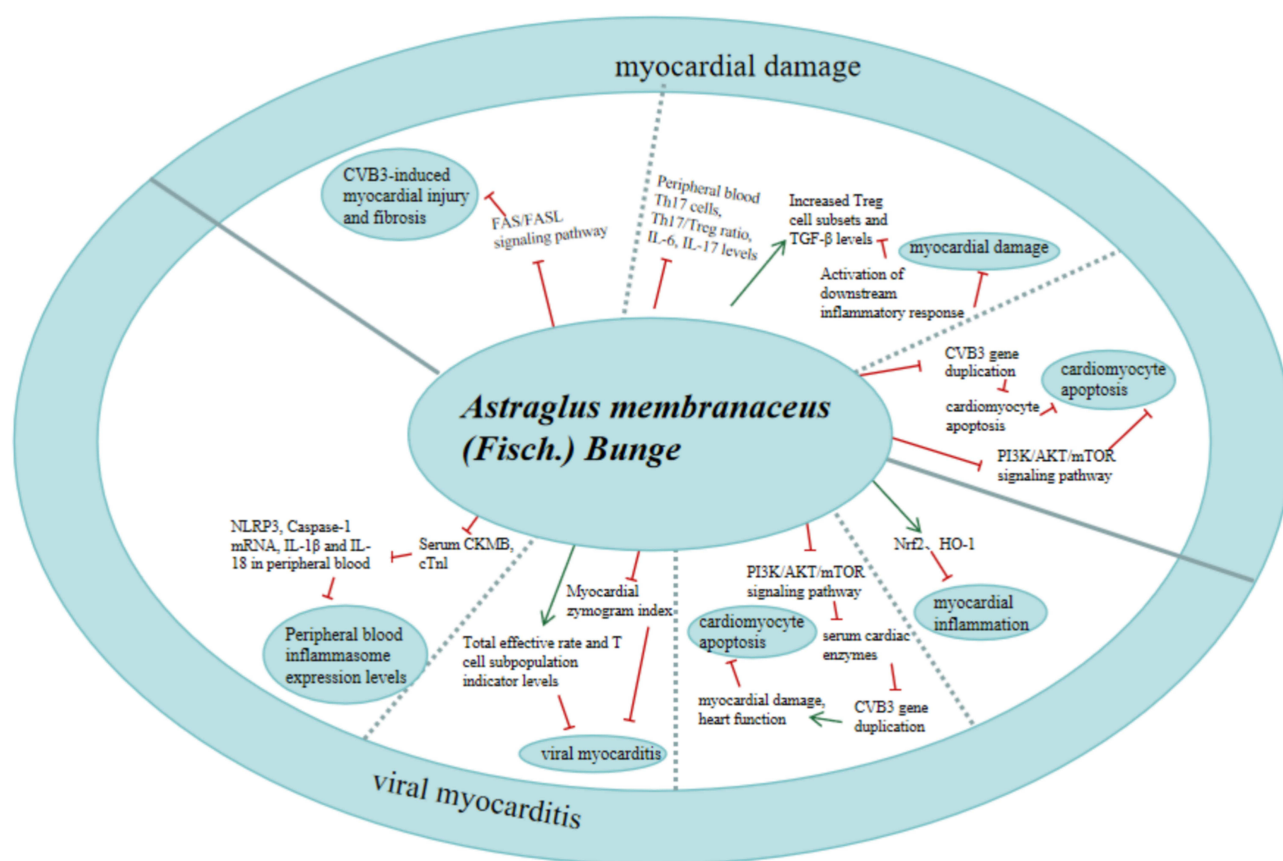 myocardial damage
CVB3-induced
myocardial injury
and fibrosis
FAS/FASL
signaling pathway
Peripheral blood
Th17 cells,
Th17/Treg ratio,
IL-6, IL-17 levels
Increased Treg
cell subsets and
TGF-β levels
myocardial damage
Activation of
downstream
inflammatory response
CVB3 gene
duplication
cardiomyocyte
apoptosis
cardiomyocyte
apoptosis
PI3K/AKT/mTOR
signaling pathway
Astraglus membranaceus
(Fisch.) Bunge
NLRP3, Caspase-1
mRNA, IL-1β and IL-
18 in peripheral blood
Serum CKMB,
cTnl
Peripheral blood
inflammasome
expression levels
Myocardial
zymogram index
Total effective rate and T
cell subpopulation
indicator levels
viral myocarditis
PI3K/AKT/mTOR
signaling pathway
cardiomyocyte
apoptosis
serum cardiac
enzymes
myocardial damage,
heart function
CVB3 gene
duplication
Nrf2、HO-1
myocardial
inflammation
viral myocarditis